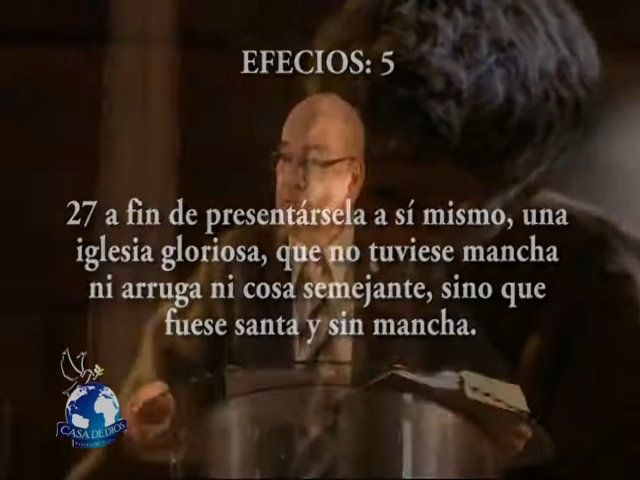 EFECIOS: 5
27 a fin de presentársela a sí mismo, una
iglesia gloriosa, que no tuviese mancha
ni arruga ni cosa semejante, sino que
fuese santa y sin mancha.
CASA DE DIOS